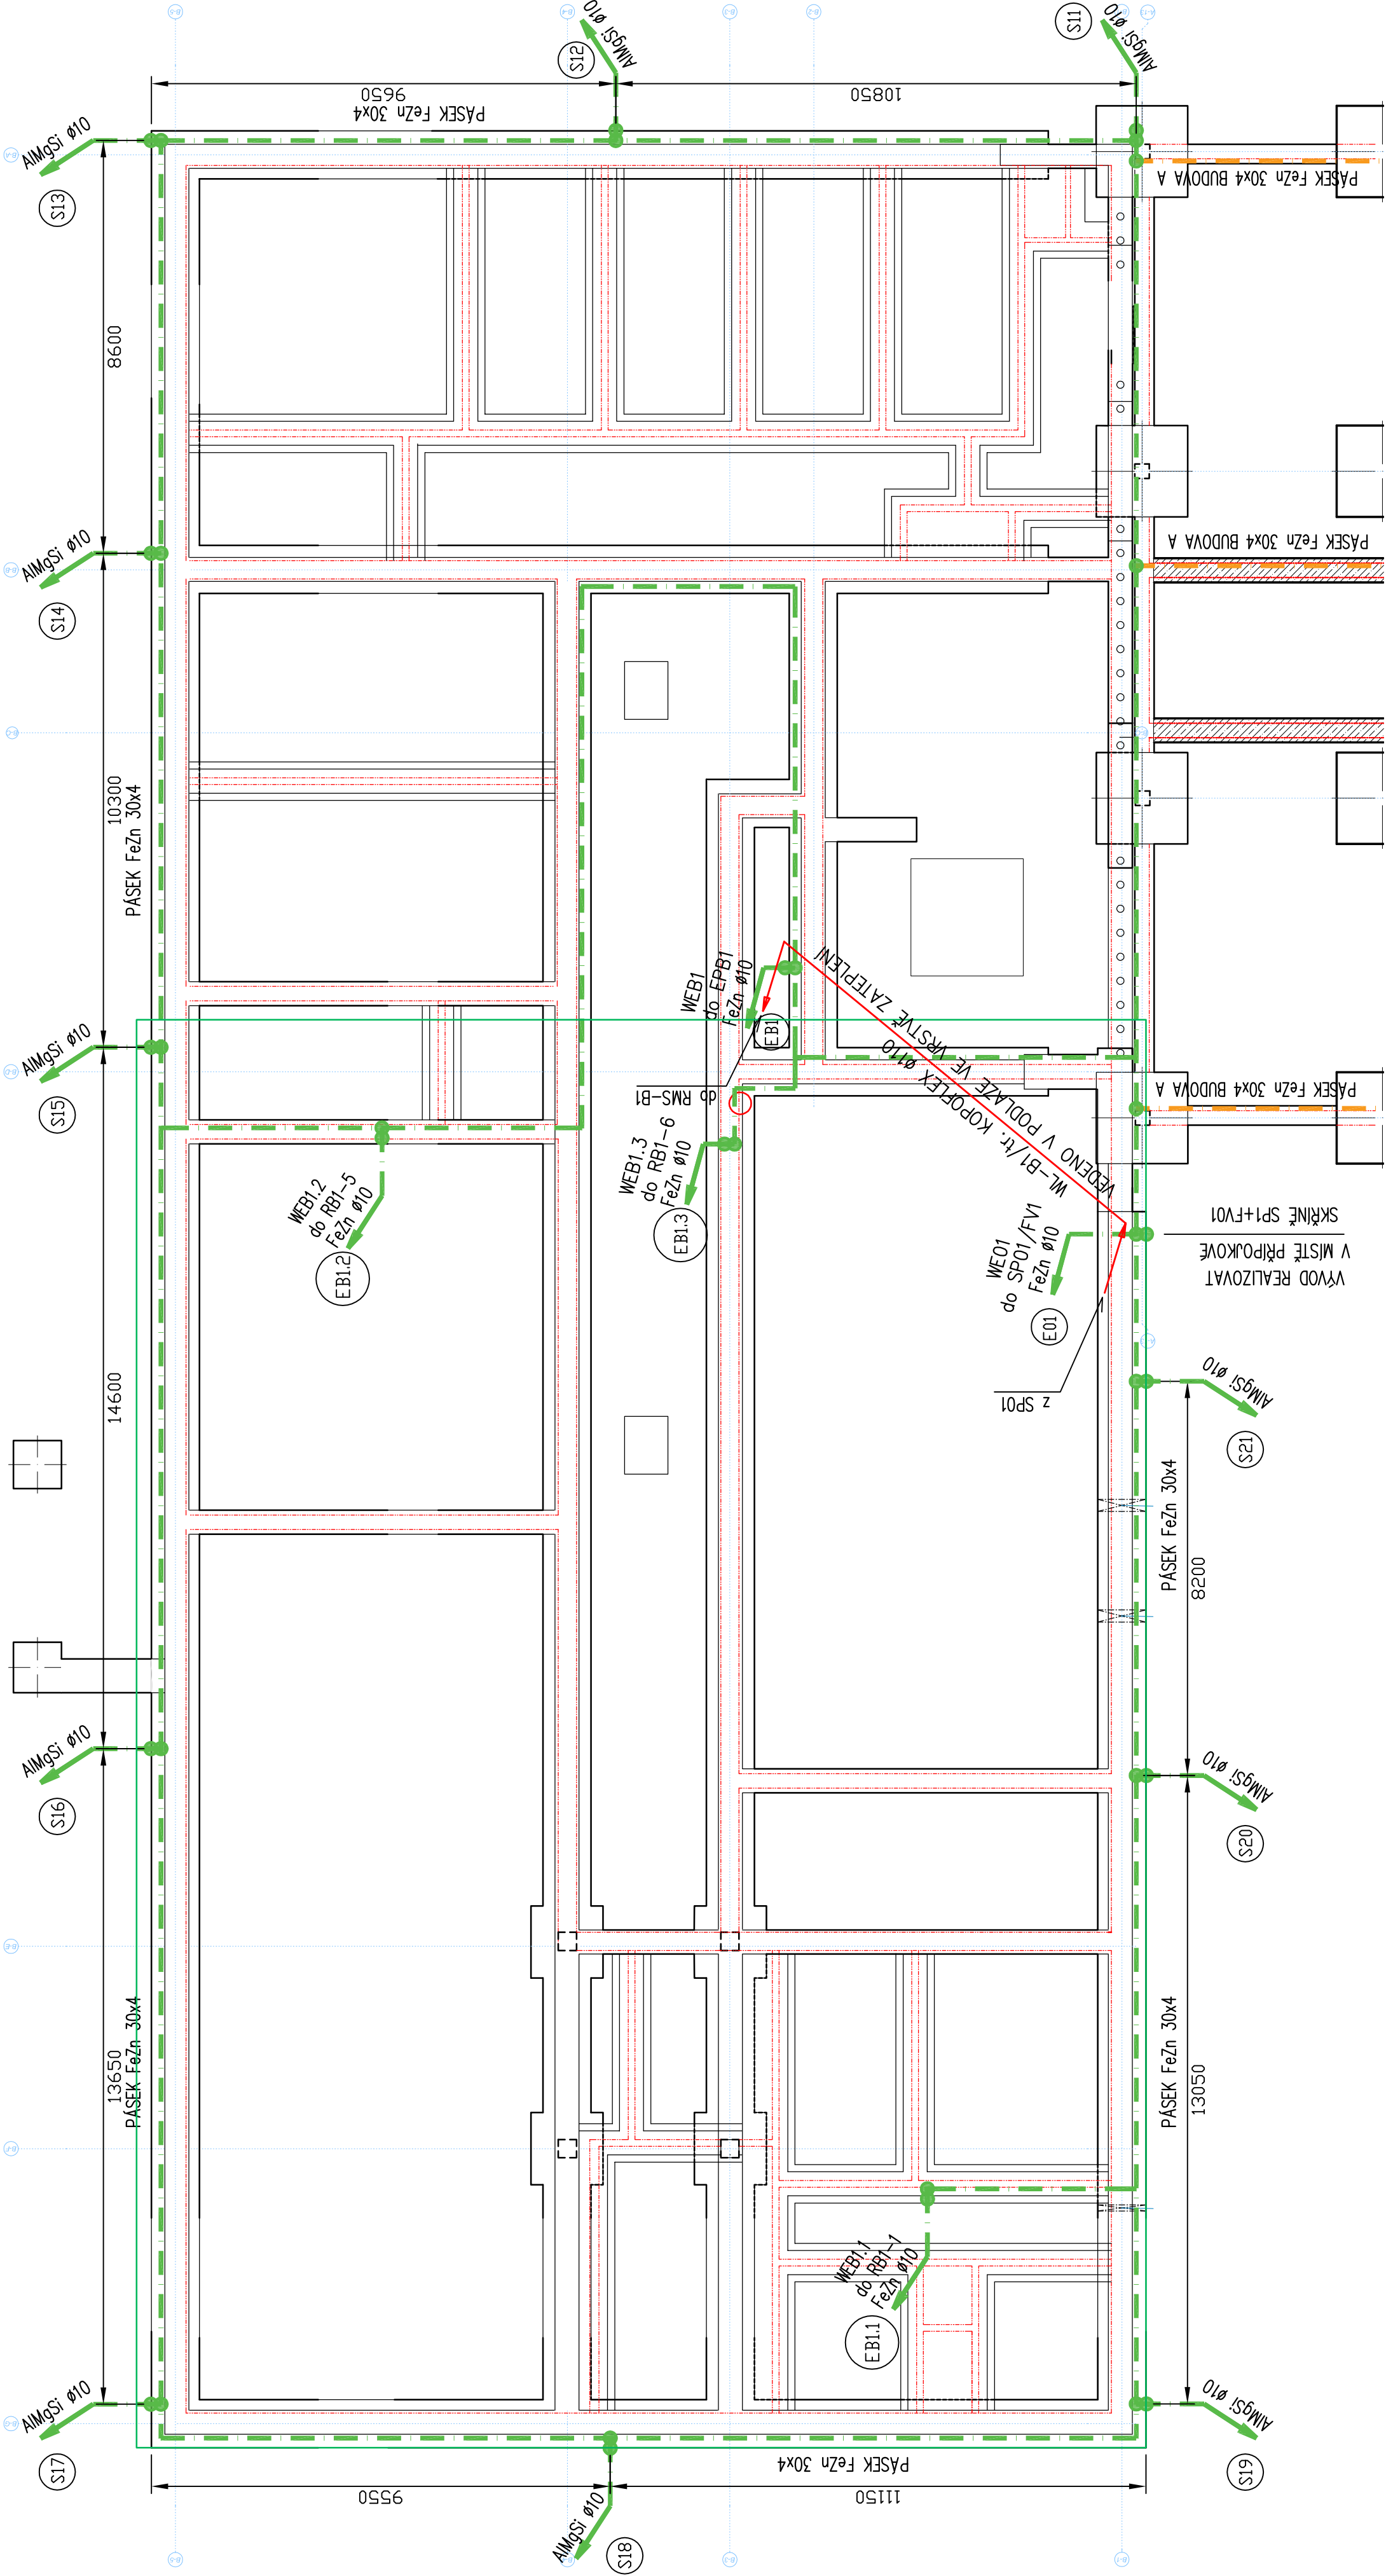 AlMgSi ø10
S12
AlMgSi ø10
S11
9650
PÁSEK FeZn 30x4
10850
AlMgSi ø10
S13
8600
PÁSEK FeZn 30x4 BUDOVA A
AlMgSi ø10
S14
PÁSEK FeZn 30x4 BUDOVA A
10300
PÁSEK FeZn 30x4
WEB1
do EPB1
FeZn ø10
EB1
AlMgSi ø10
S15
do RMS-B1
WL-B1/tr. KOPOFLEX ø110
VEDENO V PODLAZE VE VRSTVĚ ZATEPLENÍ
PÁSEK FeZn 30x4 BUDOVA A
WEB1.2
do RB1-5
FeZn ø10
EB1.2
WEB1.3
do RB1-6
FeZn ø10
EB1.3
WE01
do SP01/FV1
FeZn ø10
E01
VÝVOD REALIZOVAT
V MÍSTĚ PŘÍPOJKOVÉ
SKŘÍNĚ SP1+FV01
z SP01
14600
AlMgSi ø10
S21
PÁSEK FeZn 30x4
8200
AlMgSi ø10
S16
AlMgSi ø10
S20
13650
PÁSEK FeZn 30x4
PÁSEK FeZn 30x4
13050
WEB1.1
do RB1-1
FeZn ø10
EB1.1
AlMgSi ø10
S17
AlMgSi ø10
S19
PÁSEK FeZn 30x4
9550
11150
AlMgSi ø10
S18